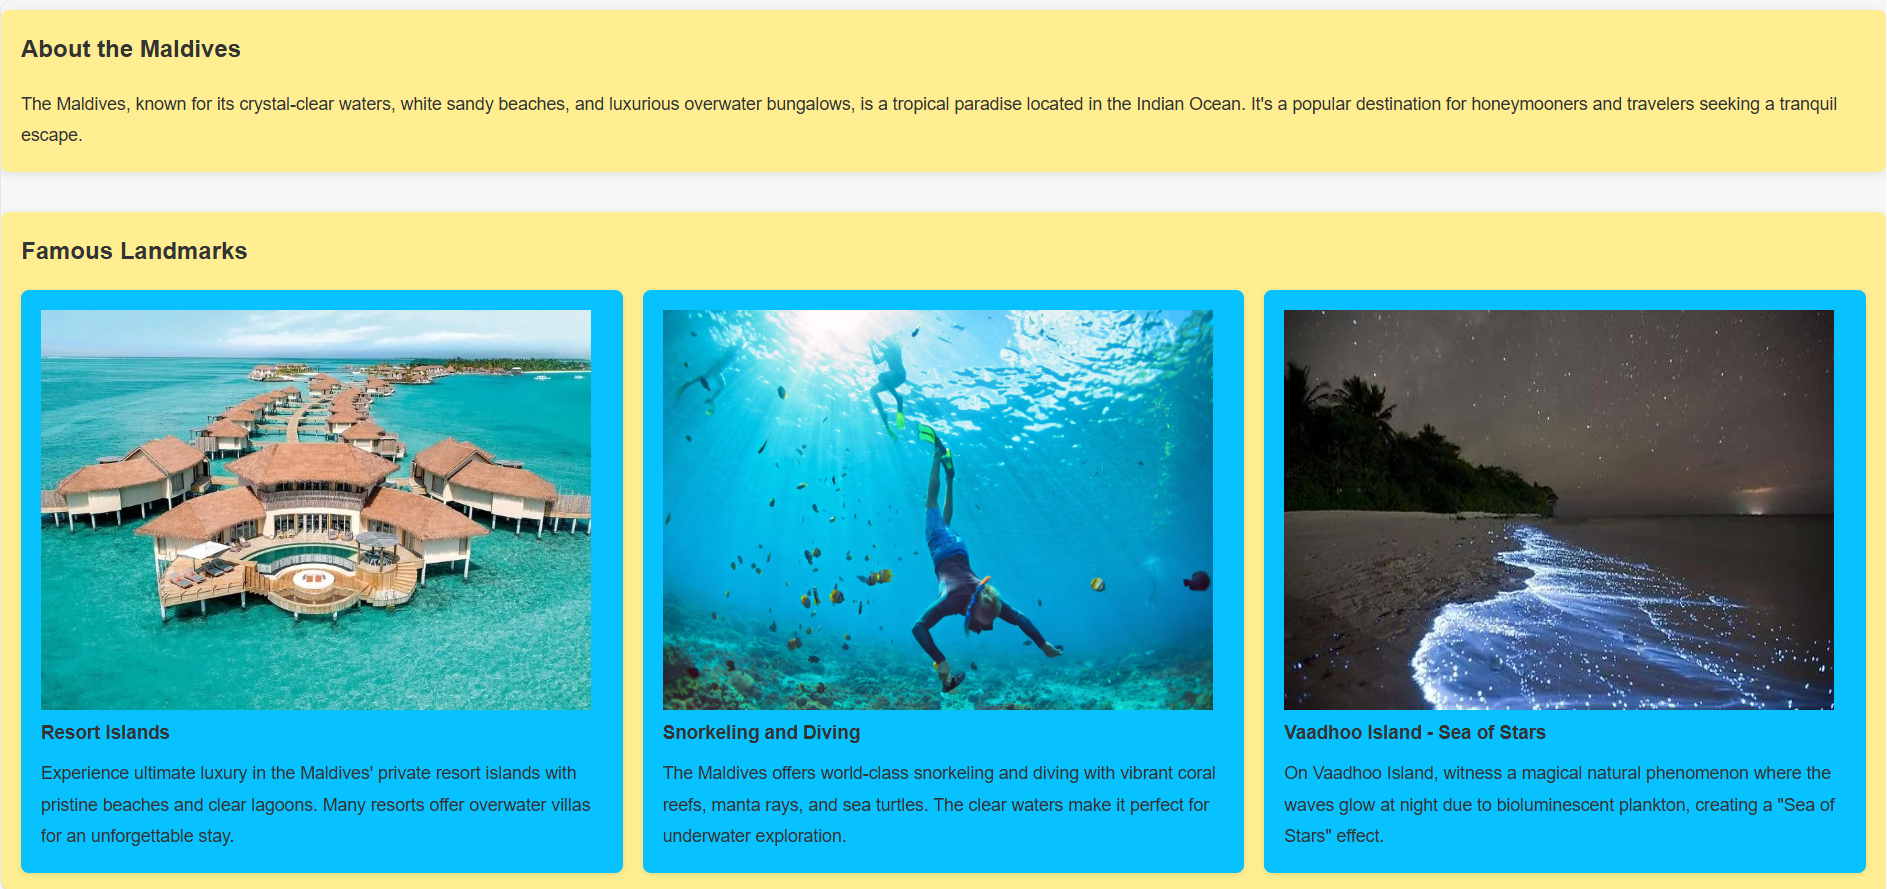 About the Maldives
The Maldives, known for its crystal-clear waters, white sandy beaches, and luxurious overwater bungalows, is a tropical paradise located in the Indian Ocean. It's a popular destination for honeymooners and travelers seeking a tranquil
escape.
Famous Landmarks
Resort Islands
Experience ultimate luxury in the Maldives' private resort islands with
pristine beaches and clear lagoons. Many resorts offer overwater villas
for an unforgettable stay.
Snorkeling and Diving
The Maldives offers world-class snorkeling and diving with vibrant coral
reefs, manta rays, and sea turtles. The clear waters make it perfect for
underwater exploration.
Vaadhoo Island - Sea of Stars
On Vaadhoo Island, witness a magical natural phenomenon where the
waves glow at night due to bioluminescent plankton, creating a "Sea of
Stars" effect.